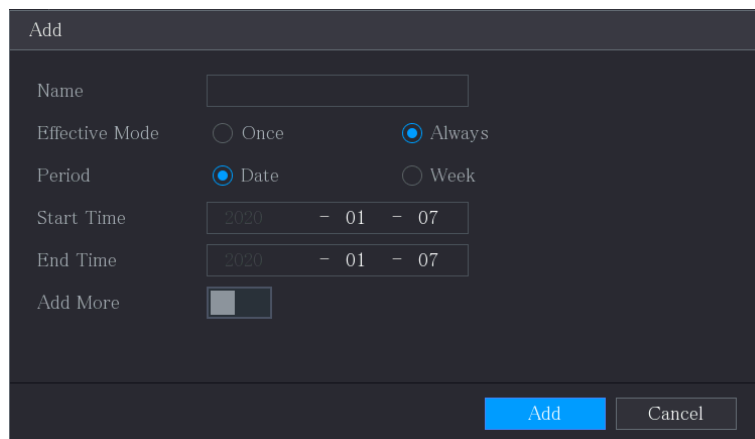 Add
Name
Effective Mode Once Always
Period Date Week
Start Time 2020 - 01 - 07
End Time 2020 - 01 - 07
Add More
Add Cancel